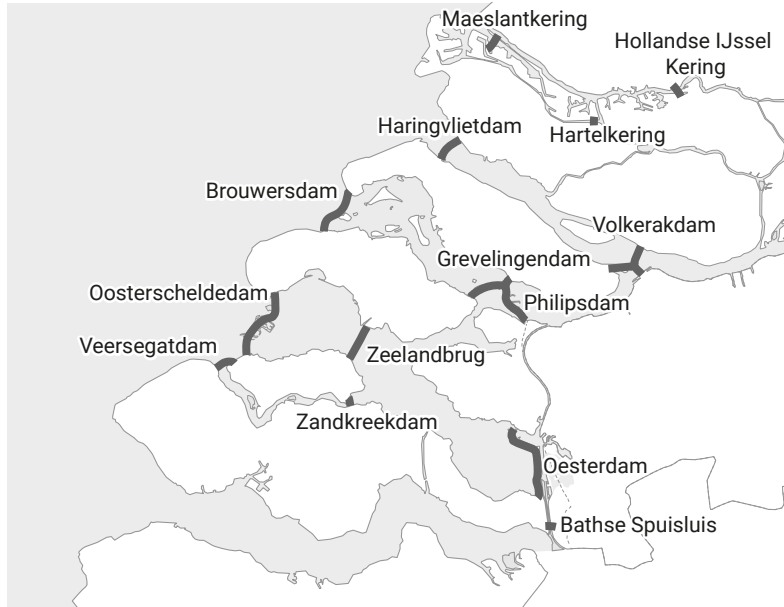 Maeslantkering
Hollandse IJssel
Kering
Haringvlietdam
Hartelkering
Brouwersdam
Volkerakdam
Grevelingendam
Oosterscheldedam
Philipsdam
Veersegatdam
Zeelandbrug
Zandkreekdam
Oesterdam
Bathse Spuisluis